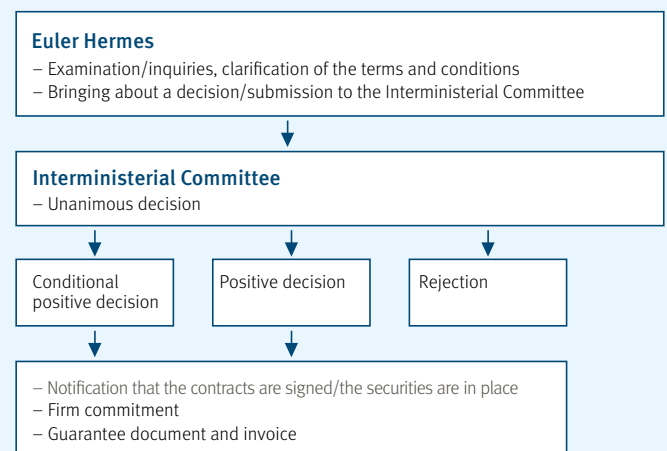 Euler Hermes
– Examination/inquiries, clarification of the terms and conditions
– Bringing about a decision/submission to the Interministerial Committee
Interministerial Committee
– Unanimous decision
Conditional
positive decision
Positive decision
Rejection
– Notification that the contracts are signed/the securities are in place
– Firm commitment
– Guarantee document and invoice